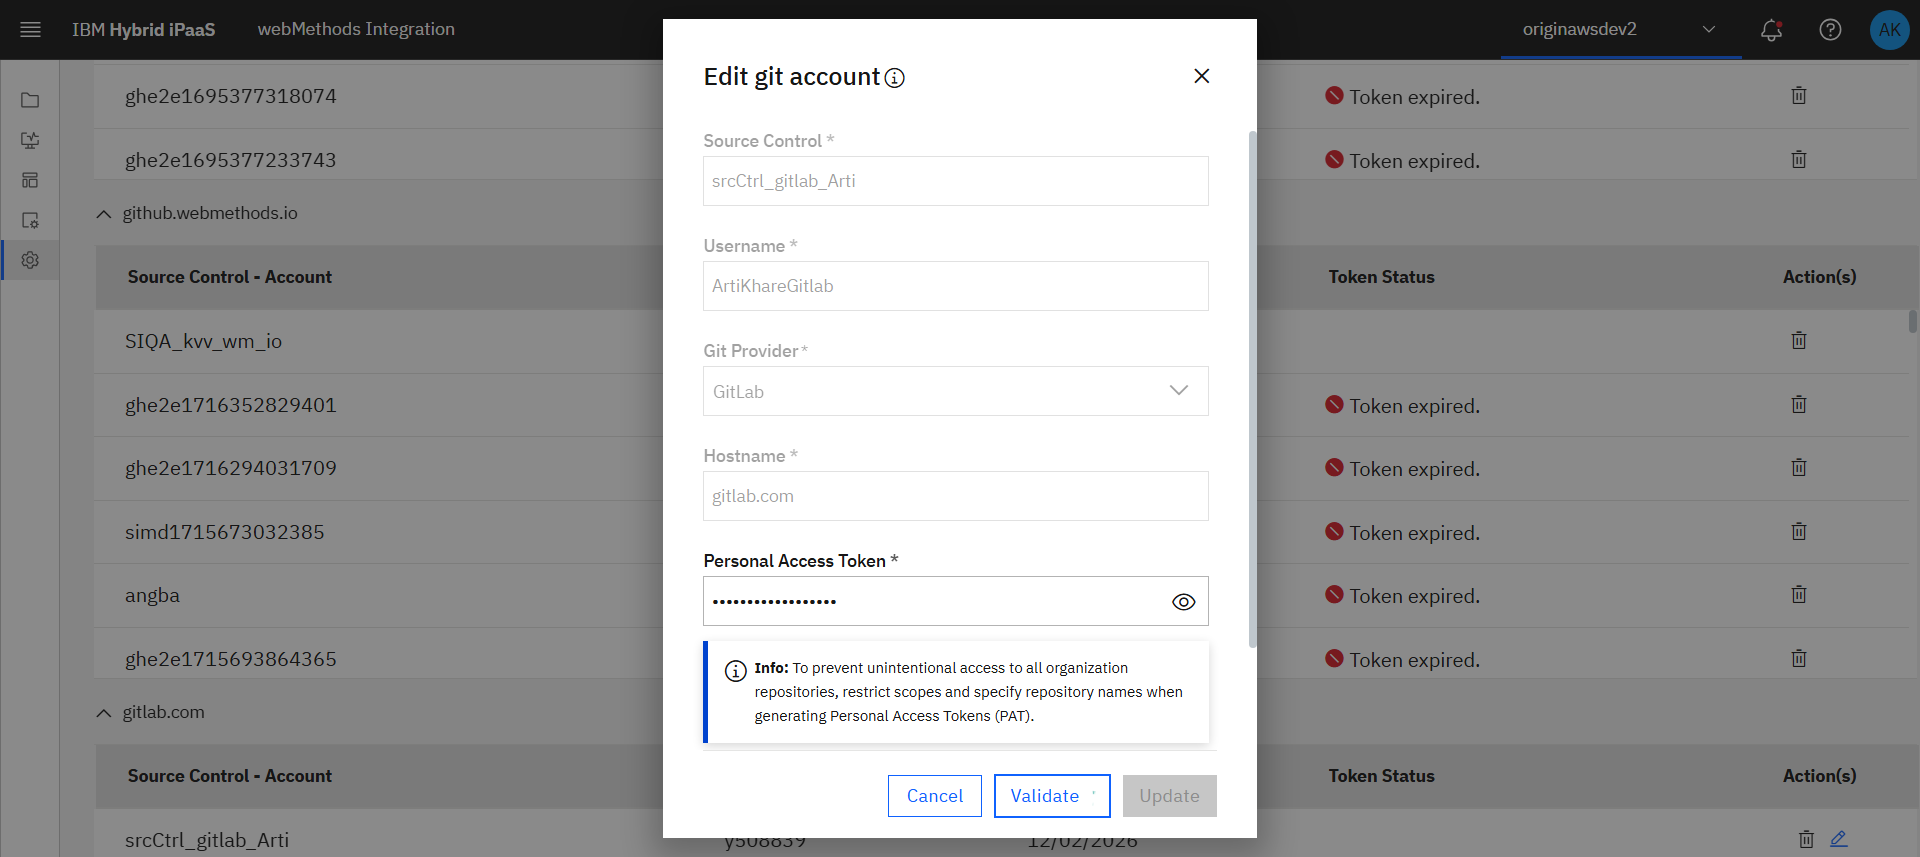 IBM Hybrid iPaaS
webMethods Integration
originawsdev2
AK
ghe2e1695377318074
Token expired.
ghe2e1695377233743
Token expired.
github.webmethods.io
Source Control - Account
Token Status
Action(s)
SIQA_kvv_wm_io
ghe2e1716352829401
Token expired.
ghe2e1716294031709
Token expired.
simd1715673032385
Token expired.
angba
Token expired.
ghe2e1715693864365
Token expired.
gitlab.com
Source Control - Account
Token Status
Action(s)
srcCtrl_gitlab_Arti
y508839
12/02/2026
Edit git account
Source Control *
srcCtrl_gitlab_Arti
Username *
ArtiKhareGitlab
Git Provider*
GitLab
Hostname *
gitlab.com
Personal Access Token *
••••••••••••••••••
Info: To prevent unintentional access to all organization
repositories, restrict scopes and specify repository names when
generating Personal Access Tokens (PAT).
Cancel
Validate
Update